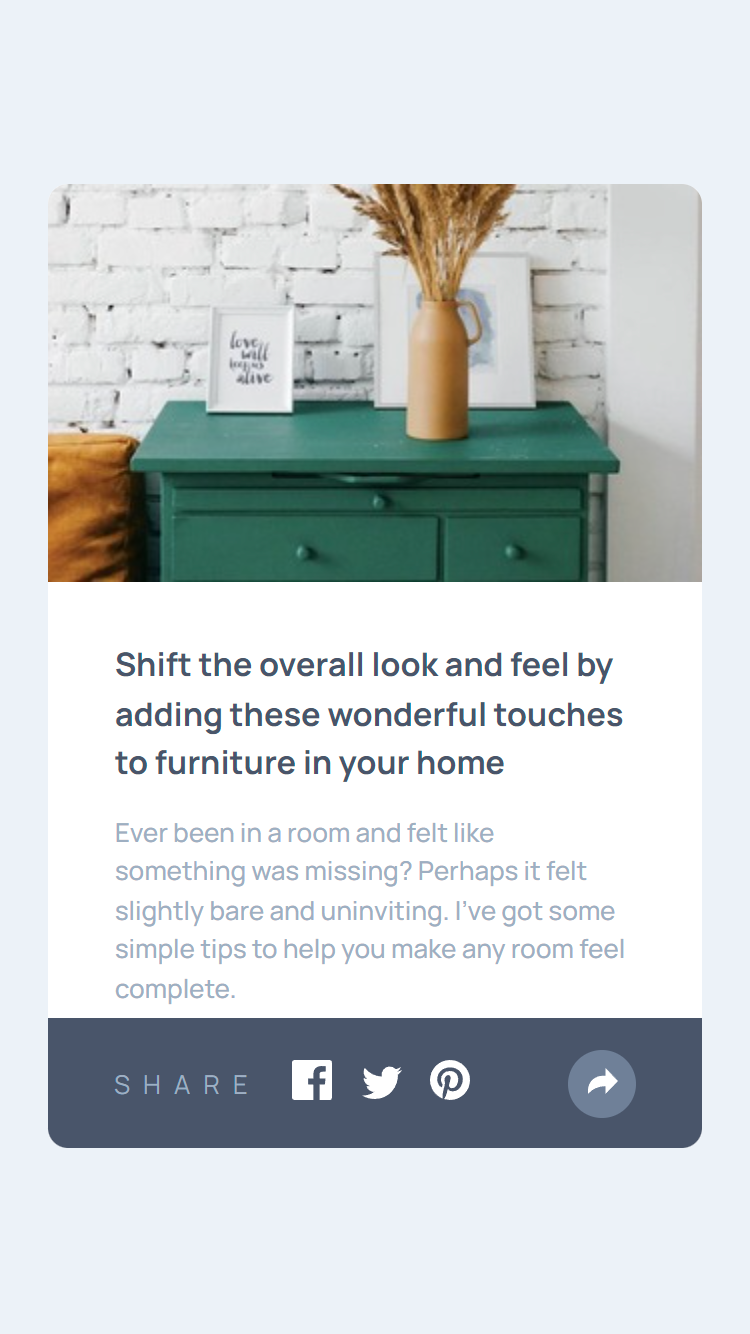 love
will
keep us
alive
Shift the overall look and feel by
adding these wonderful touches
to furniture in your home
Ever been in a room and felt like
something was missing? Perhaps it felt
slightly bare and uninviting. I’ve got some
simple tips to help you make any room feel
complete.
SHARE